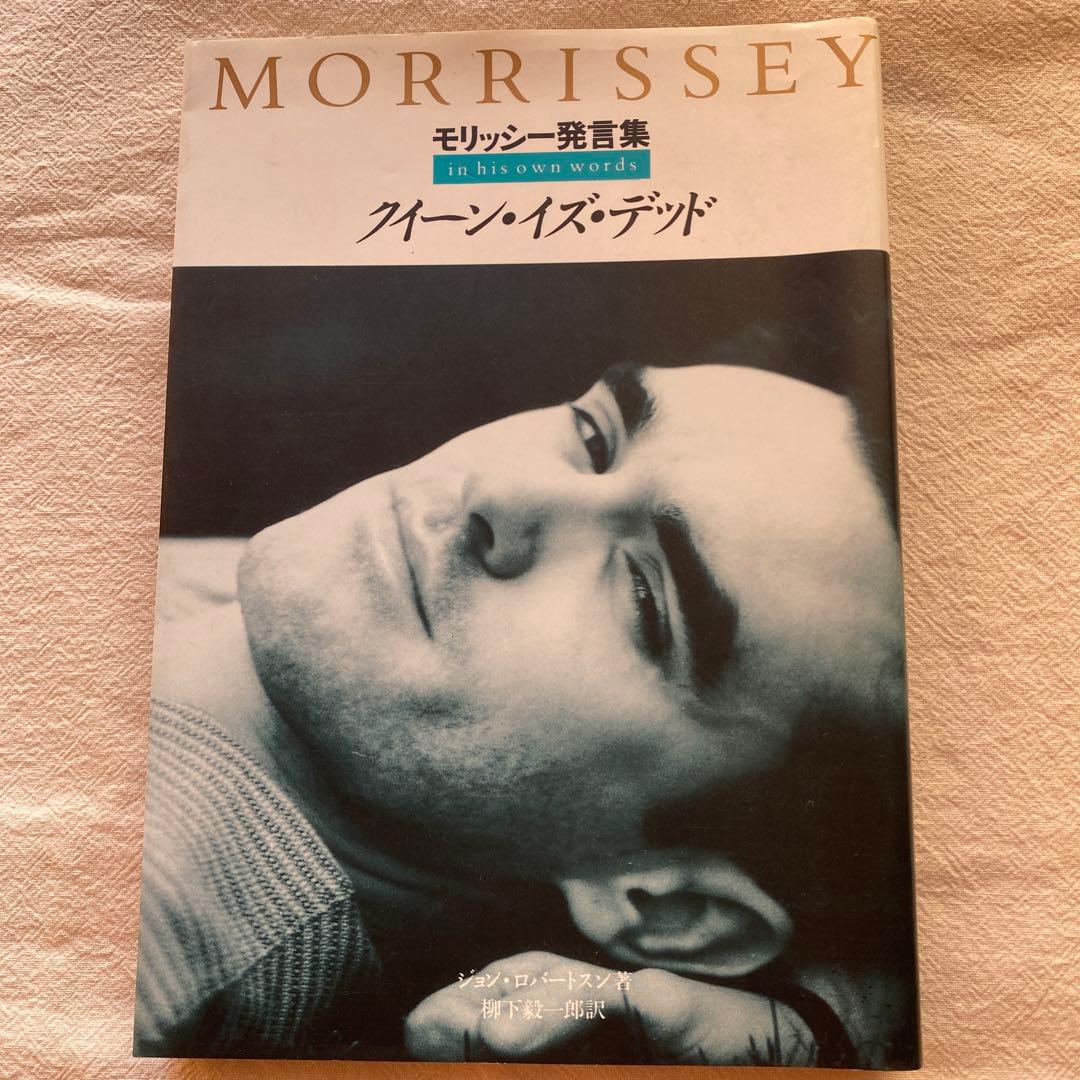 MORRISSEY
モリッシー発言集
in his own words
クイーン・イズ・デッド
ジョン・ロバートスン著
柳下毅一郎訳